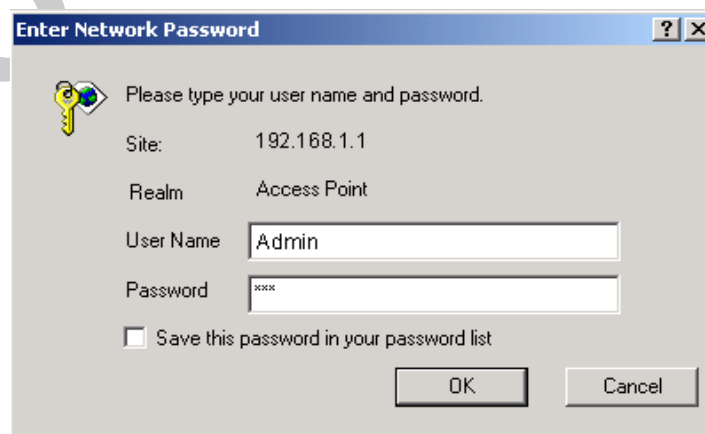 Enter Network Password
Please type your user name and password.
Site: 192.168.1.1
Realm Access Point
User Name Admin
Password ***
Save this password in your password list
OK Cancel